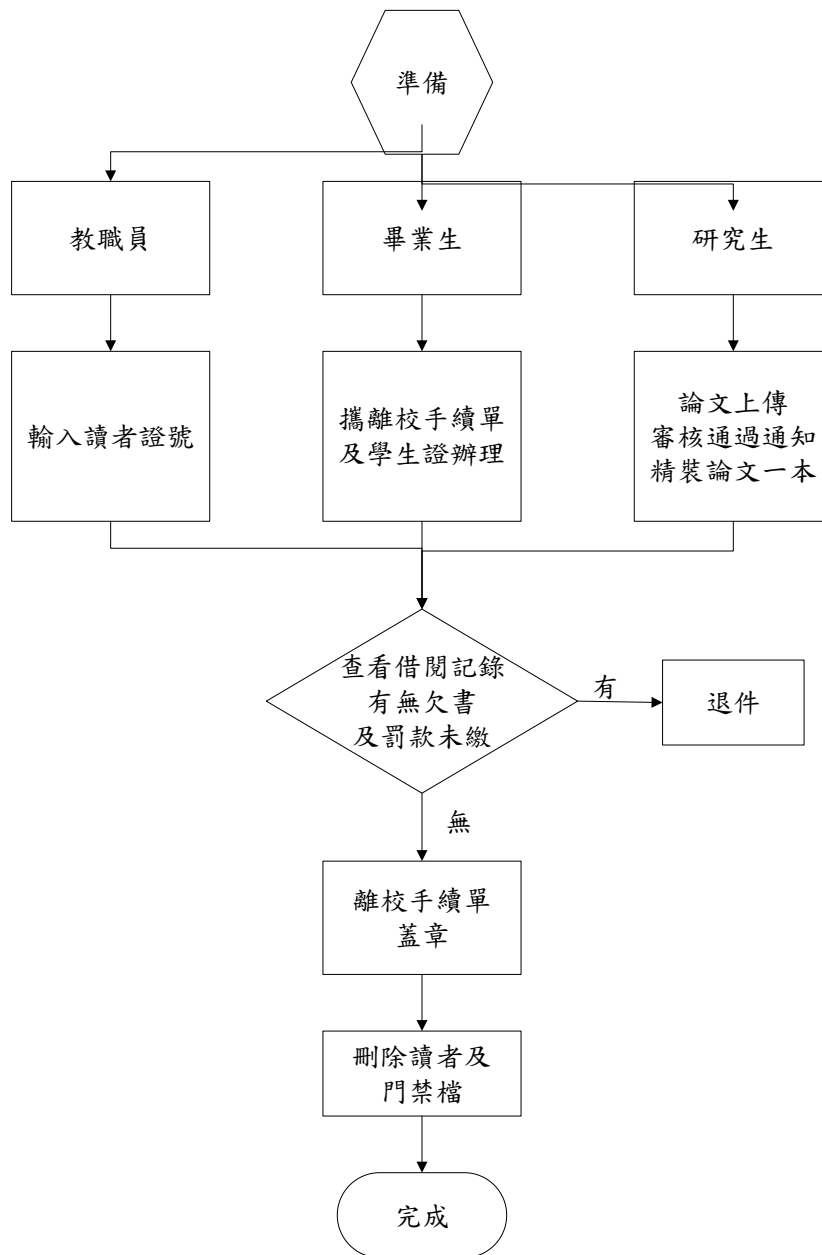 準備
教職員
畢業生
研究生
輸入讀者證號
攜離校手續單
及學生證辦理
論文上傳
審核通過通知
精裝論文一本
查看借閱記錄
有無欠書
及罰款未繳
有
退件
無
離校手續單
蓋章
刪除讀者及
門禁檔
完成